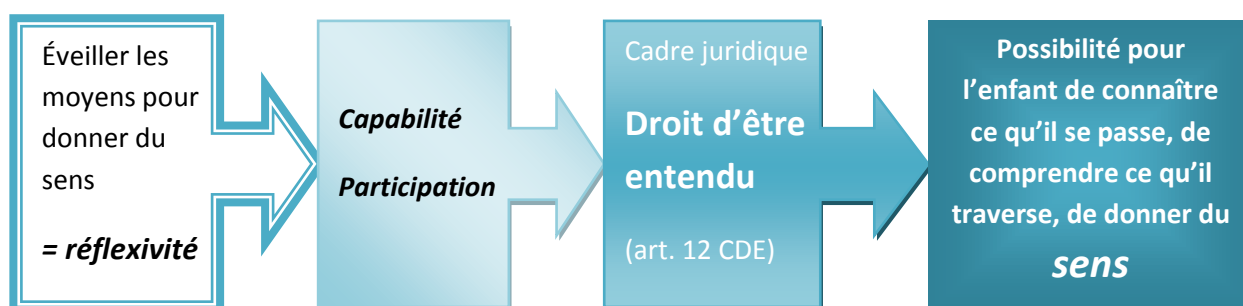 Éveiller les
moyens pour
donner du
sens
= réflexivité
Capabilité
Participation
Cadre juridique
Droit d'être
entendu
(art. 12 CDE)
Possibilité pour
l'enfant de connaître
ce qu'il se passe, de
comprendre ce qu'il
traverse, de donner du
sens